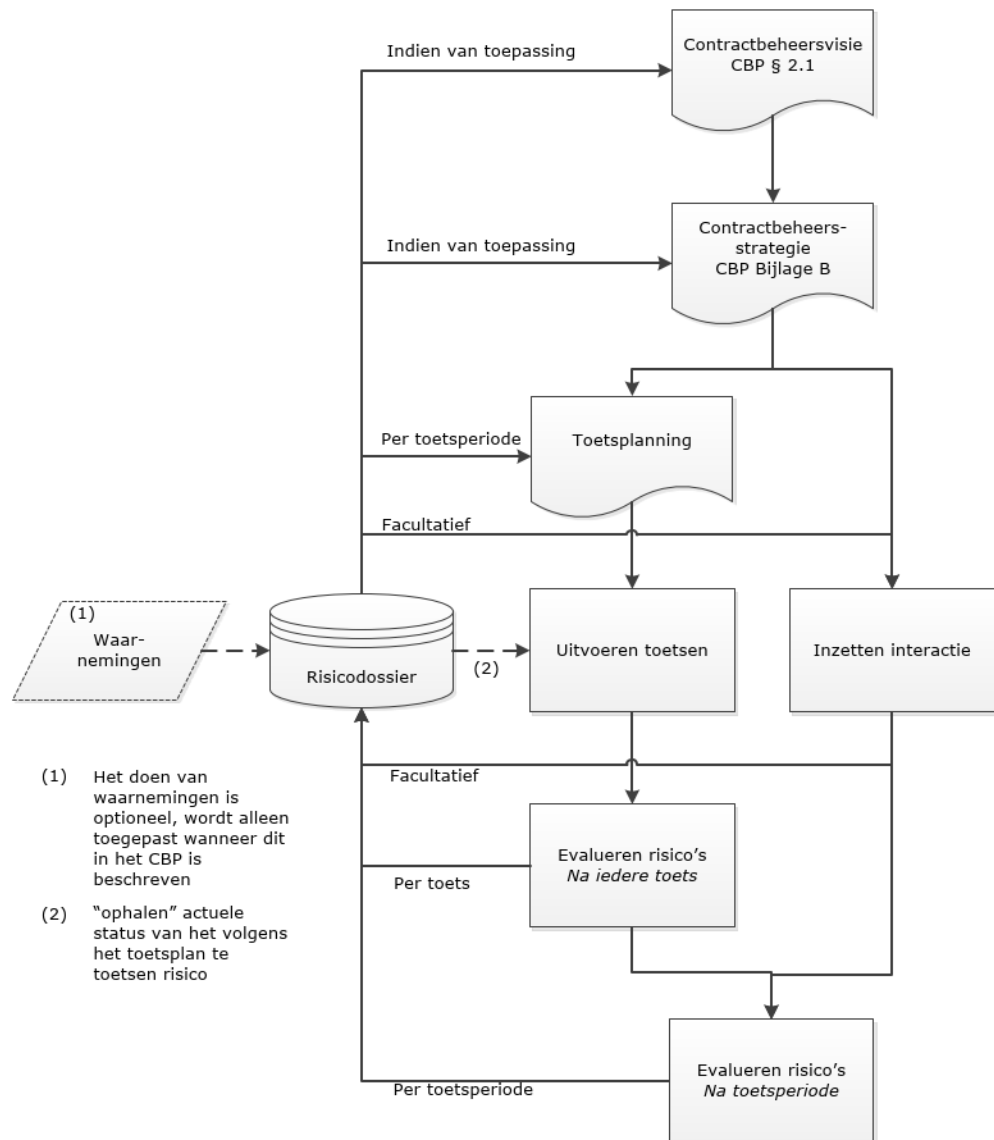 Indien van toepassing
Contractbeheersvisie
CBP § 2.1
Indien van toepassing
Contractbeheers-
strategie
CBP Bijlage B
Per toetsperiode
Toetsplanning
Facultatief
(1)
Waar-
nemingen
Risicodossier
(2)
Uitvoeren toetsen
Inzetten interactie
Facultatief
(1) Het doen van
waarnemingen is
optioneel, wordt alleen
toegepast wanneer dit
in het CBP is
beschreven
(2) “ophalen” actuele
status van het volgens
het toetsplan te
toetsen risico
Evalueren risico's
Na iedere toets
Per toets
Evalueren risico's
Na toetsperiode
Per toetsperiode